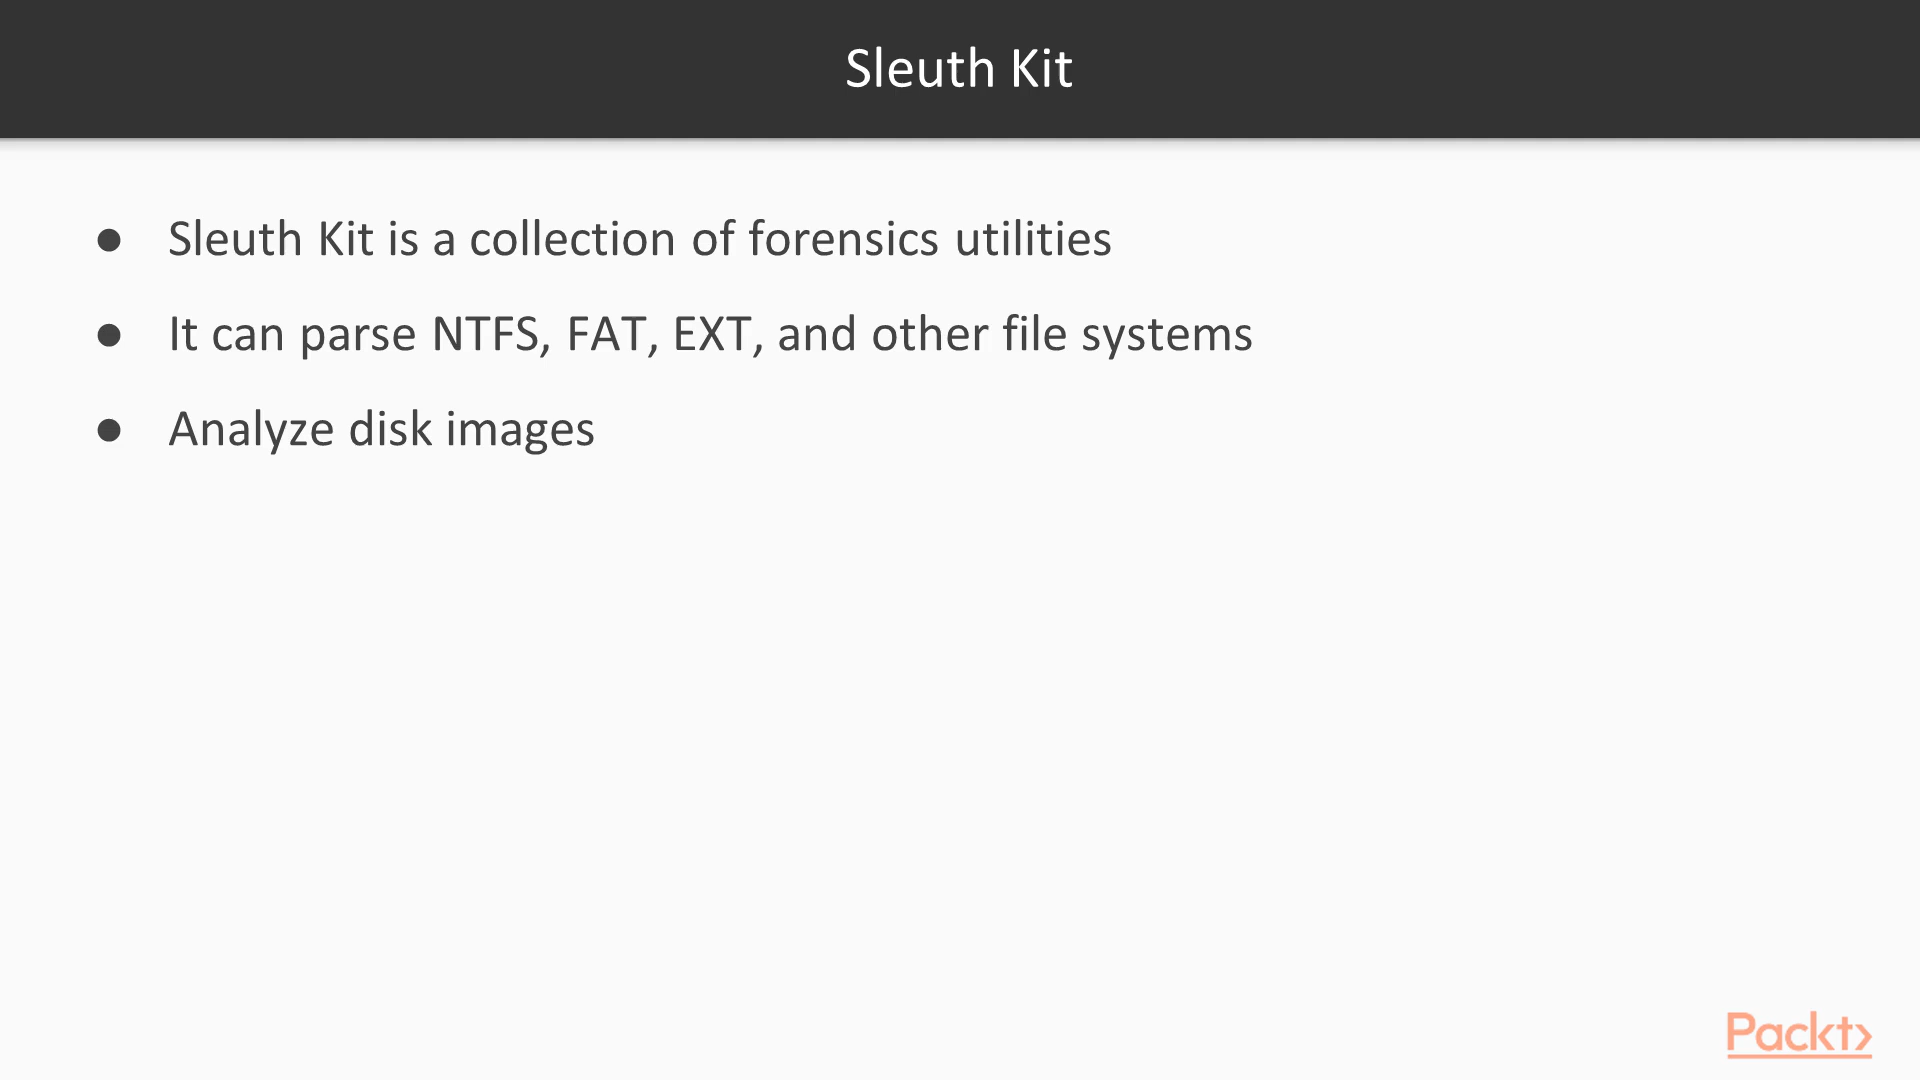 Sleuth Kit
● Sleuth Kit is a collection of forensics utilities
● It can parse NTFS, FAT, EXT, and other file systems
● Analyze disk images
Packt>